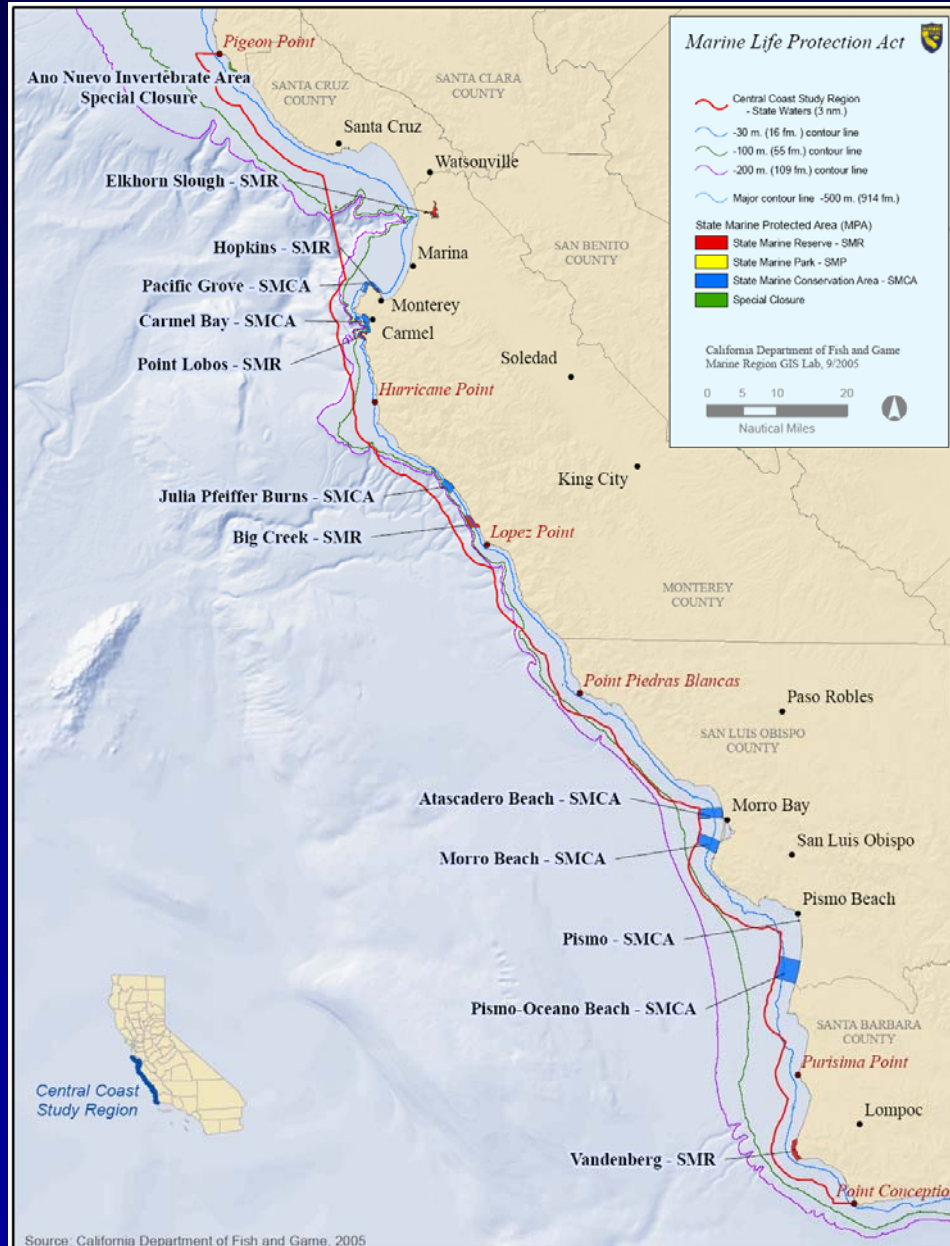 Marine Life Protection Act
Central Coast Study Region
- State Waters (3 nm.)
-30 m. (16 fm. ) contour line
-100 m. (55 fm.) contour line
-200 m. (109 fm.) contour line
Major contour line -500 m. (914 fm.)
State Marine Protected Area (MPA)
State Marine Reserve - SMR
State Marine Park - SMP
State Marine Conservation Area - SMCA
Special Closure
California Department of Fish and Game
Marine Region GIS Lab, 9/2005
0 5 10 20
Nautical Miles
Pigeon Point
Ano Nuevo Invertebrate Area
Special Closure
SANTA CRUZ
COUNTY
SANTA CLARA
COUNTY
Santa Cruz
Watsonville
Elkhorn Slough - SMR
Hopkins - SMR
SAN BENITO
COUNTY
Marina
Pacific Grove - SMCA
Monterey
Carmel Bay - SMCA
Carmel
Point Lobos - SMR
Soledad
Hurricane Point
King City
Julia Pfeiffer Burns - SMCA
Big Creek - SMR
Lopez Point
MONTEREY
COUNTY
Point Piedras Blancas
Paso Robles
SAN LUIS OBISPO
COUNTY
Atascadero Beach - SMCA
Morro Bay
Morro Beach - SMCA
San Luis Obispo
Pismo Beach
Pismo - SMCA
Pismo-Oceano Beach - SMCA
SANTA BARBARA
COUNTY
Purisima Point
Central Coast
Study Region
Lompoc
Vandenberg - SMR
Point Conception
Source: California Department of Fish and Game, 2005